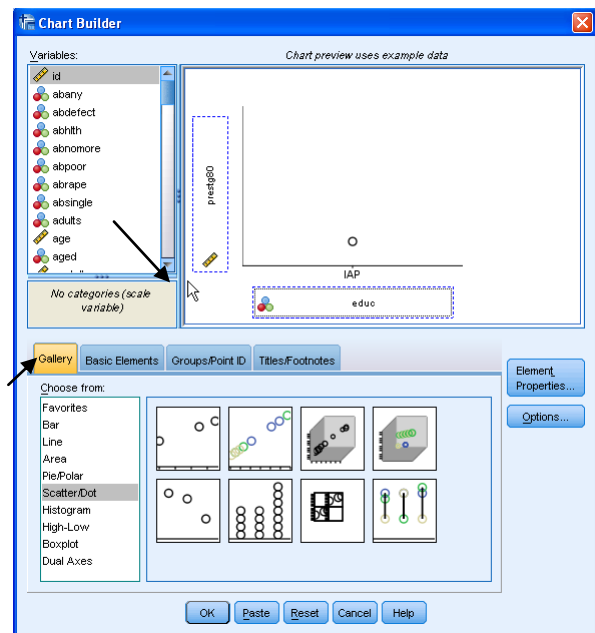 Chart Builder
Variables:
Chart preview uses example data
id
abany
abdefect
abhlth
abnomore
abpoor
abrape
absingle
adults
age
aged
No categories (scale
variable)
prestg80
IAP
educ
Gallery
Basic Elements
Groups/Point ID
Titles/Footnotes
Choose from:
Favorites
Bar
Line
Area
Pie/Polar
Scatter/Dot
Histogram
High-Low
Boxplot
Dual Axes
Element
Properties...
Options...
OK
Paste
Reset
Cancel
Help